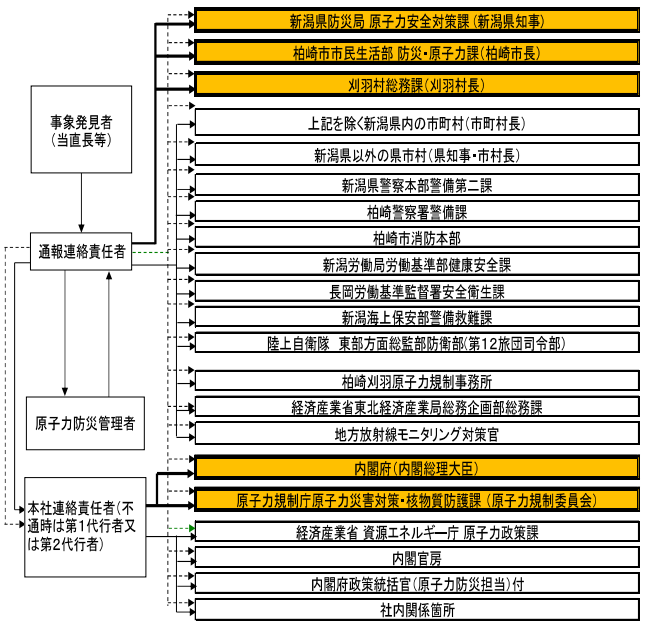 新潟県防災局 原子力安全対策課(新潟県知事)
柏崎市市民生活部 防災・原子力課(柏崎市長)
刈羽村総務課(刈羽村長)
事象発見者
(当直長等)
上記を除く新潟県内の市町村(市町村長)
新潟県以外の県市村(県知事・市村長)
新潟県警察本部警備第二課
柏崎警察署警備課
通報連絡責任者
柏崎市消防本部
新潟労働局労働基準部健康安全課
長岡労働基準監督署安全衛生課
新潟海上保安部警備救難課
陸上自衛隊 東部方面総監部防衛部(第12旅団司令部)
柏崎刈羽原子力規制事務所
経済産業省東北経済産業局総務企画部総務課
原子力防災管理者
地方放射線モニタリング対策官
内閣府(内閣総理大臣)
原子力規制庁原子力災害対策・核物質防護課 (原子力規制委員会)
本社連絡責任者(不
通時は第1代行者又
は第2代行者)
経済産業省 資源エネルギー庁 原子力政策課
内閣官房
内閣府政策統括官(原子力防災担当)付
社内関係箇所